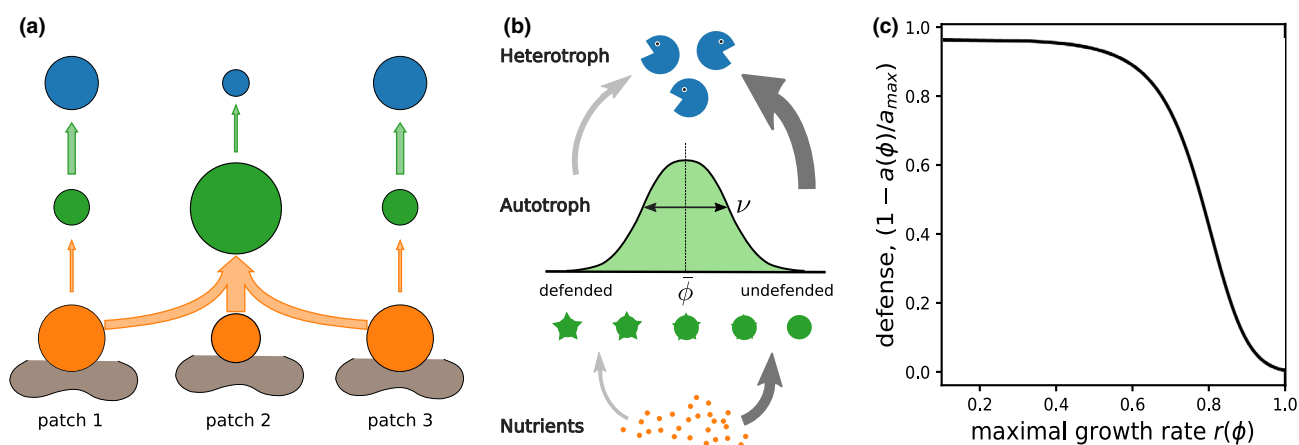 (a)
patch 1
patch 2
patch 3
(b)
Heterotroph
Autotroph
ν
defended
ϕ̄
undefended
Nutrients
(c)
defense, (1 − a(ϕ)/a_max)
1.0
0.8
0.6
0.4
0.2
0.0
0.2 0.4 0.6 0.8 1.0
maximal growth rate r(ϕ)